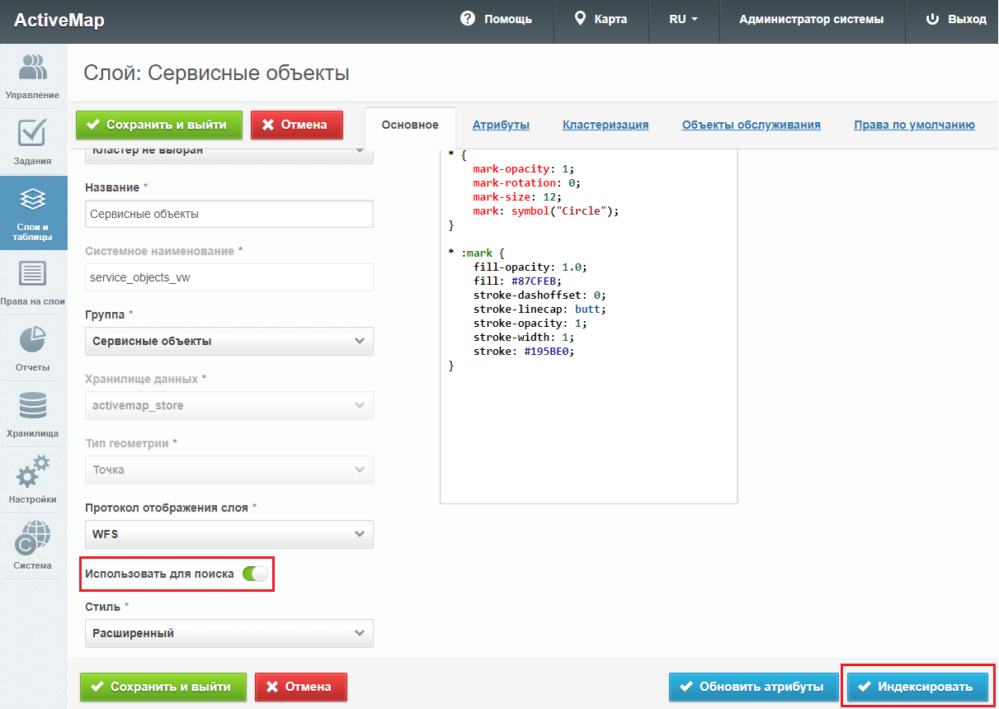 ActiveMap
Помощь
Карта
RU
Администратор системы
Выход
Управление
Задания
Слои и
таблицы
Права на слои
Отчеты
Хранилища
Настройки
Система
Слой: Сервисные объекты
Сохранить и выйти
Отмена
Основное
Атрибуты
Кластеризация
Объекты обслуживания
Права по умолчанию
Кластер не выбран
Название *
Сервисные объекты
Системное наименование *
service_objects_vw
Группа *
Сервисные объекты
Хранилище данных *
activemap_store
Тип геометрии *
Точка
Протокол отображения слоя *
WFS
Использовать для поиска
Стиль *
Расширенный
* {
mark-opacity: 1;
mark-rotation: 0;
mark-size: 12;
mark: symbol("Circle");
}
* :mark {
fill-opacity: 1.0;
fill: #87CFEB;
stroke-dashoffset: 0;
stroke-linecap: butt;
stroke-opacity: 1;
stroke-width: 1;
stroke: #195BE0;
}
Сохранить и выйти
Отмена
Обновить атрибуты
Индексировать